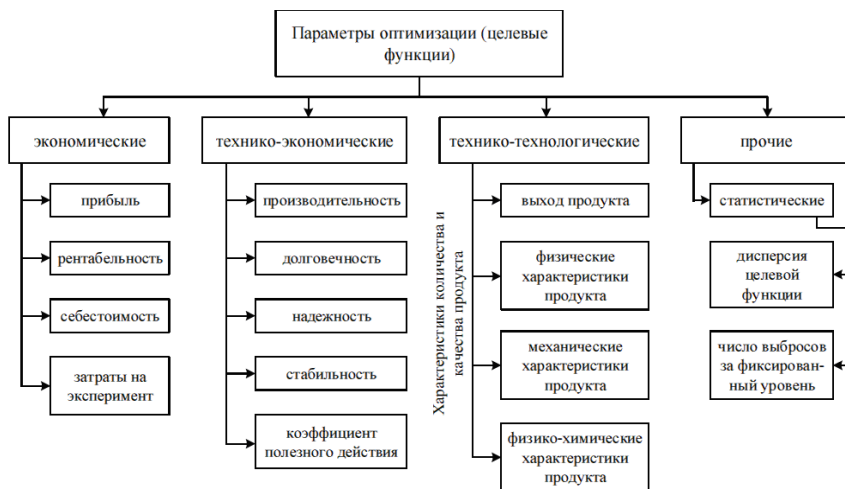 Параметры оптимизации (целевые
функции)
экономические
прибыль
рентабельность
себестоимость
затраты на
эксперимент
технико-экономические
производительность
долговечность
надежность
стабильность
коэффициент
полезного действия
технико-технологические
Характеристики количества и
качества продукта
выход продукта
физические
характеристики
продукта
механические
характеристики
продукта
физико-химические
характеристики
продукта
прочие
статистические
дисперсия
целевой
функции
число выбросов
за фиксирован-
ный уровень